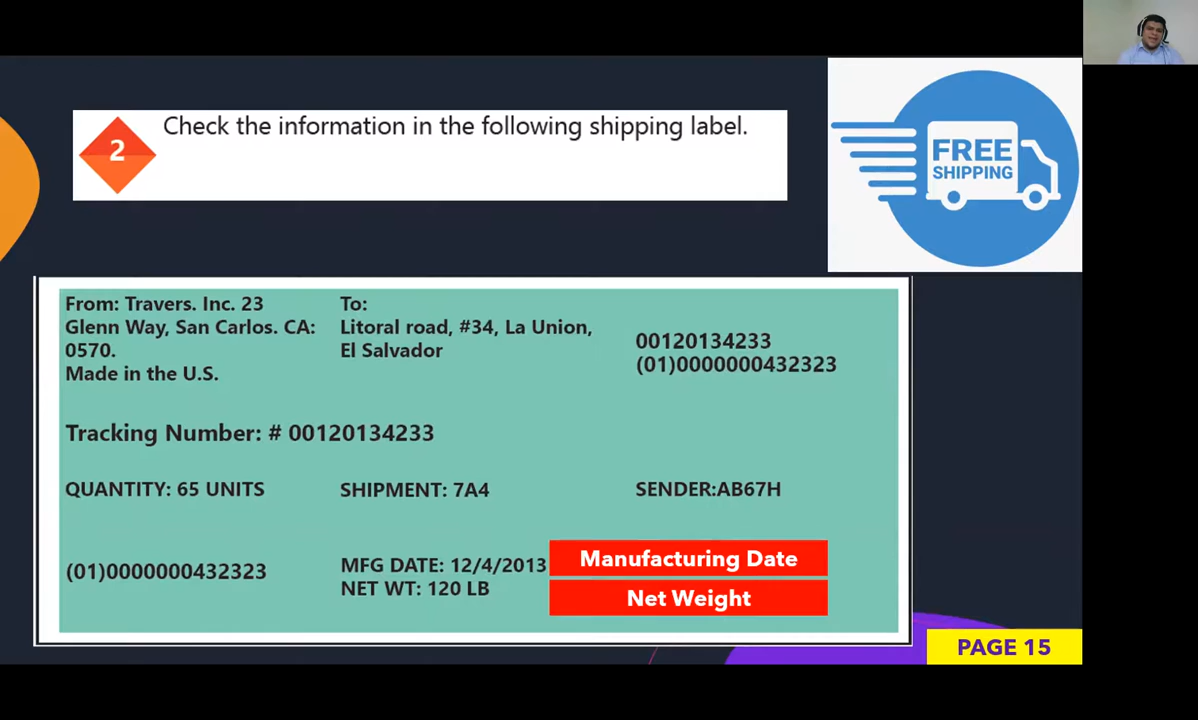 2
Check the information in the following shipping label.
FREE
SHIPPING
From: Travers. Inc. 23
Glenn Way, San Carlos. CA:
0570.
Made in the U.S.
To:
Litoral road, #34, La Union,
El Salvador
00120134233
(01)0000000432323
Tracking Number: # 00120134233
QUANTITY: 65 UNITS
SHIPMENT: 7A4
SENDER:AB67H
(01)0000000432323
MFG DATE: 12/4/2013
NET WT: 120 LB
Manufacturing Date
Net Weight
PAGE 15